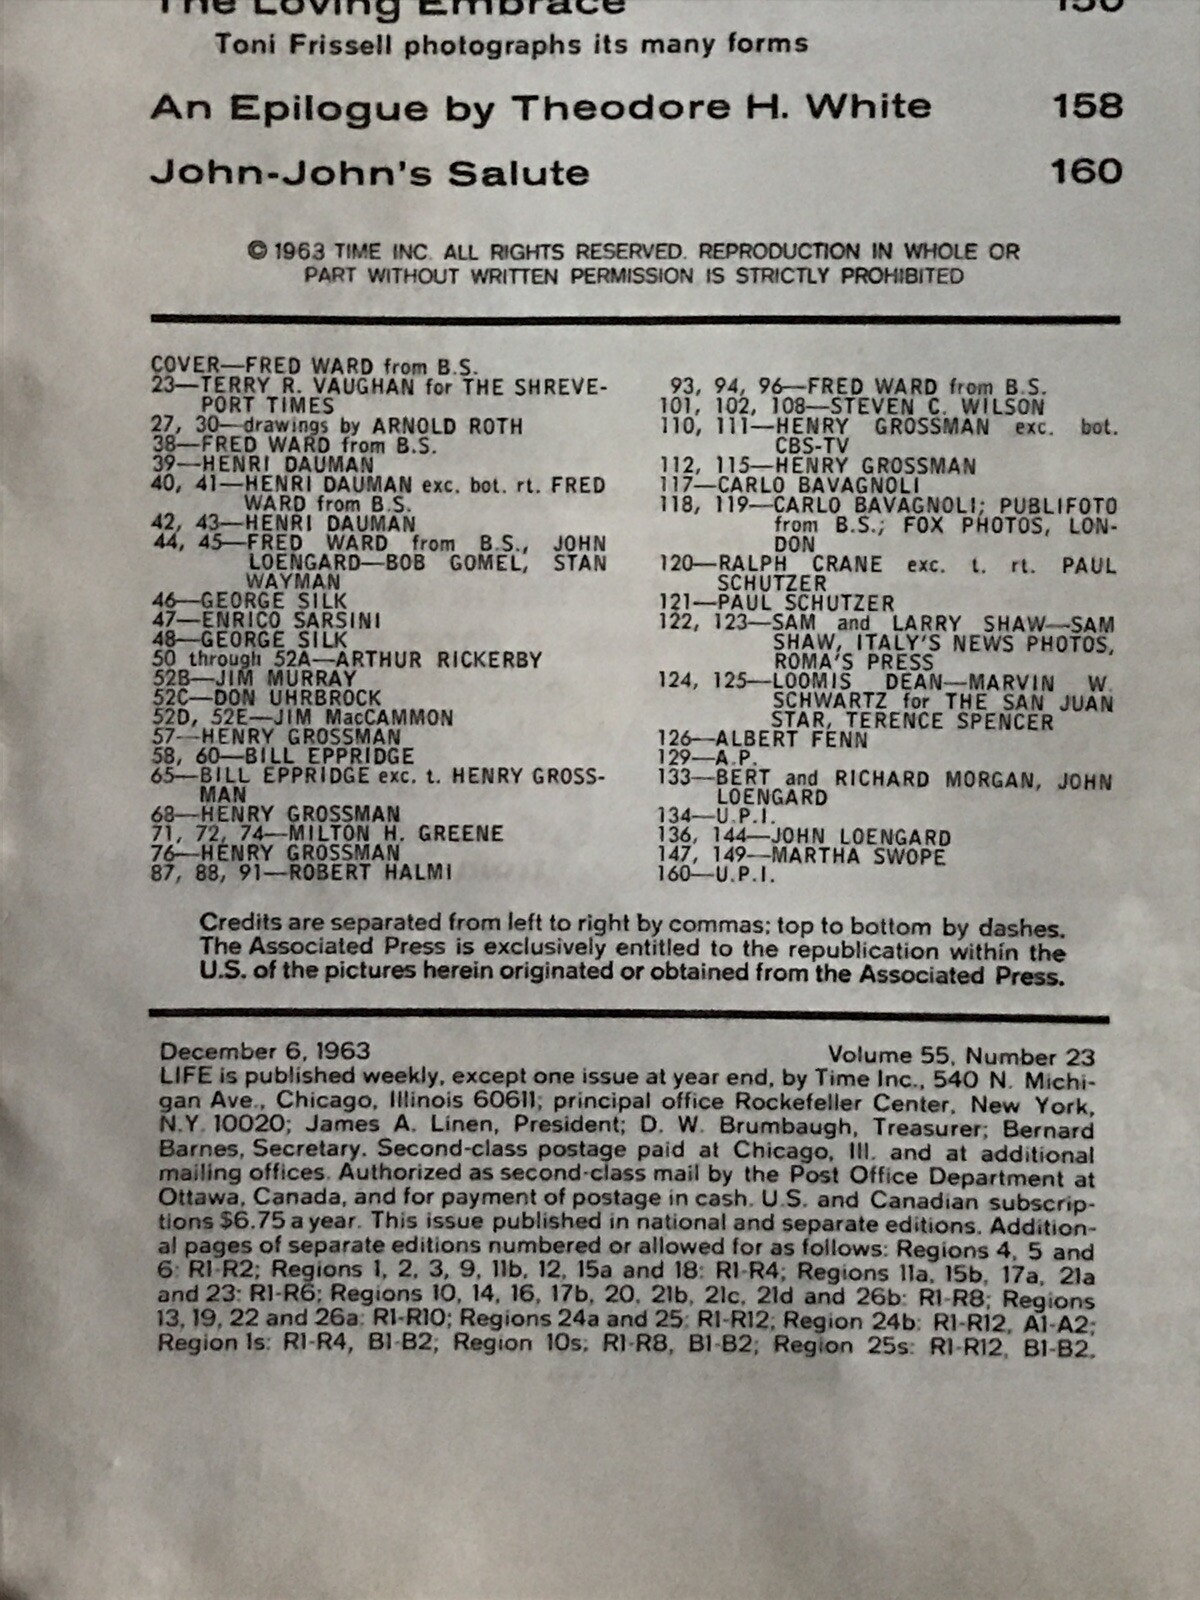 The Loving Embrace 150
Toni Frissell photographs its many forms
An Epilogue by Theodore H. White 158
John-John's Salute 160
© 1963 TIME INC. ALL RIGHTS RESERVED. REPRODUCTION IN WHOLE OR
PART WITHOUT WRITTEN PERMISSION IS STRICTLY PROHIBITED
COVER—FRED WARD from B.S.
23—TERRY R. VAUGHAN for THE SHREVE-
PORT TIMES
27, 30—drawings by ARNOLD ROTH
38—FRED WARD from B.S.
39—HENRI DAUMAN
40, 41—HENRI DAUMAN exc. bot. rt. FRED
WARD from B.S.
42, 43—HENRI DAUMAN
44, 45—FRED WARD from B.S., JOHN
LOENGARD—BOB GOMEL, STAN
WAYMAN
46—GEORGE SILK
47—ENRICO SARSINI
48—GEORGE SILK
50 through 52A—ARTHUR RICKERBY
52B—JIM MURRAY
52C—DON UHRBROCK
52D, 52E—JIM MacCAMMON
57—HENRY GROSSMAN
58, 60—BILL EPPRIDGE
65—BILL EPPRIDGE exc. t. HENRY GROSS-
MAN
68—HENRY GROSSMAN
71, 72, 74—MILTON H. GREENE
76—HENRY GROSSMAN
87, 88, 91—ROBERT HALMI
93, 94, 96—FRED WARD from B.S.
101, 102, 108—STEVEN C. WILSON
110, 111—HENRY GROSSMAN exc. bot.
CBS-TV
112, 115—HENRY GROSSMAN
117—CARLO BAVAGNOLI
118, 119—CARLO BAVAGNOLI; PUBLIFOTO
from B.S.; FOX PHOTOS, LON-
DON
120—RALPH CRANE exc. t. rt. PAUL
SCHUTZER
121—PAUL SCHUTZER
122, 123—SAM and LARRY SHAW—SAM
SHAW, ITALY'S NEWS PHOTOS,
ROMA'S PRESS
124, 125—LOOMIS DEAN—MARVIN W.
SCHWARTZ for THE SAN JUAN
STAR, TERENCE SPENCER
126—ALBERT FENN
129—A.P.
133—BERT and RICHARD MORGAN, JOHN
LOENGARD
134—U.P.I.
136, 144—JOHN LOENGARD
147, 149—MARTHA SWOPE
160—U.P.I.
Credits are separated from left to right by commas; top to bottom by dashes.
The Associated Press is exclusively entitled to the republication within the
U.S. of the pictures herein originated or obtained from the Associated Press.
December 6, 1963 Volume 55, Number 23
LIFE is published weekly, except one issue at year end, by Time Inc., 540 N. Michi-
gan Ave., Chicago, Illinois 60611; principal office Rockefeller Center, New York,
N.Y. 10020; James A. Linen, President; D. W. Brumbaugh, Treasurer; Bernard
Barnes, Secretary. Second-class postage paid at Chicago, Ill. and at additional
mailing offices. Authorized as second-class mail by the Post Office Department at
Ottawa, Canada, and for payment of postage in cash. U.S. and Canadian subscrip-
tions $6.75 a year. This issue published in national and separate editions. Addition-
al pages of separate editions numbered or allowed for as follows: Regions 4, 5 and
6: R1-R2; Regions 1, 2, 3, 9, 11b, 12, 15a and 18: R1-R4; Regions 11a, 15b, 17a, 21a
and 23: R1-R6; Regions 10, 14, 16, 17b, 20, 21b, 21c, 21d and 26b: R1-R8; Regions
13, 19, 22 and 26a: R1-R10; Regions 24a and 25: R1-R12; Region 24b: R1-R12, A1-A2;
Region 1s: R1-R4, B1-B2; Region 10s: R1-R8, B1-B2; Region 25s: R1-R12, B1-B2.